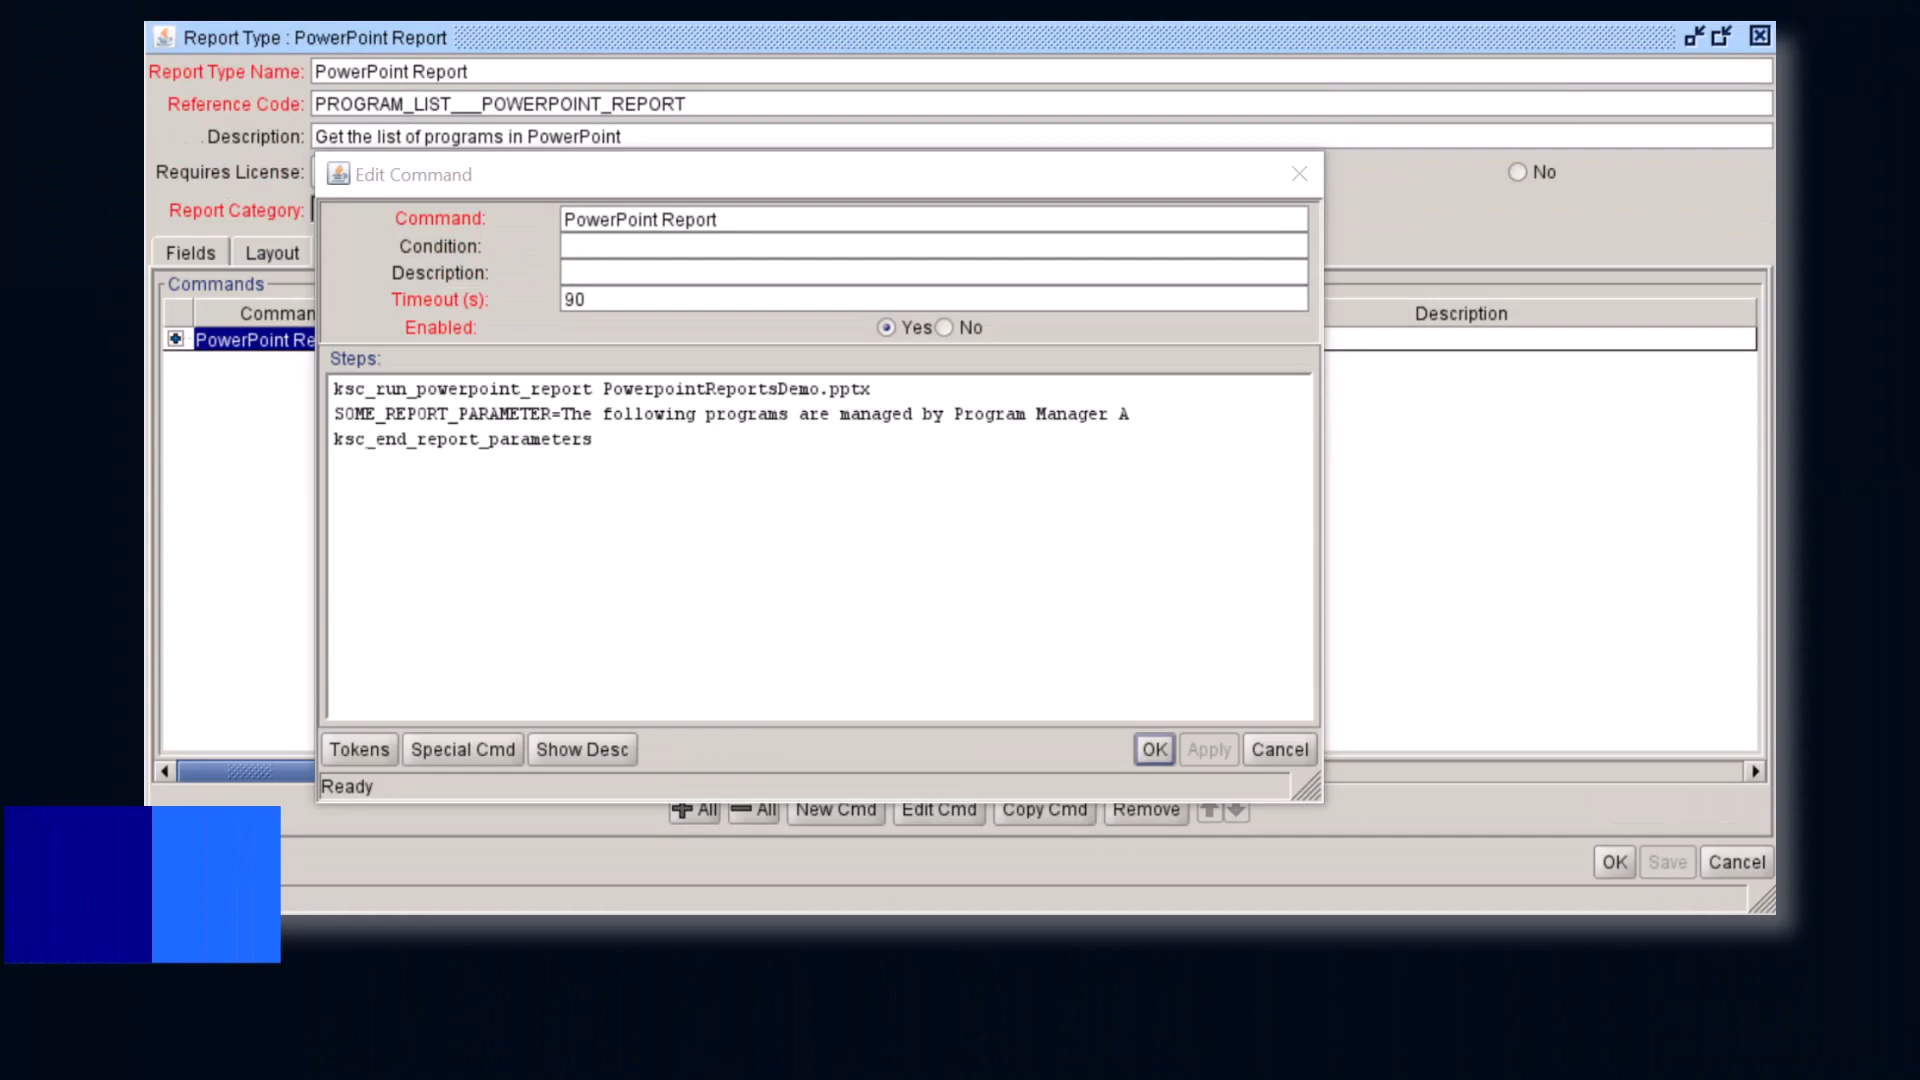 Report Type : PowerPoint Report
Report Type Name: PowerPoint Report
Reference Code: PROGRAM_LIST___POWERPOINT_REPORT
Description: Get the list of programs in PowerPoint
Requires License: No
Report Category:
Fields Layout
Commands
Comman Description
PowerPoint Re
Edit Command
Command: PowerPoint Report
Condition:
Description:
Timeout (s): 90
Enabled: Yes No
Steps:
ksc_run_powerpoint_report PowerpointReportsDemo.pptx
SOME_REPORT_PARAMETER=The following programs are managed by Program Manager A
ksc_end_report_parameters
Tokens Special Cmd Show Desc OK Apply Cancel
Ready
All All New Cmd Edit Cmd Copy Cmd Remove
OK Save Cancel